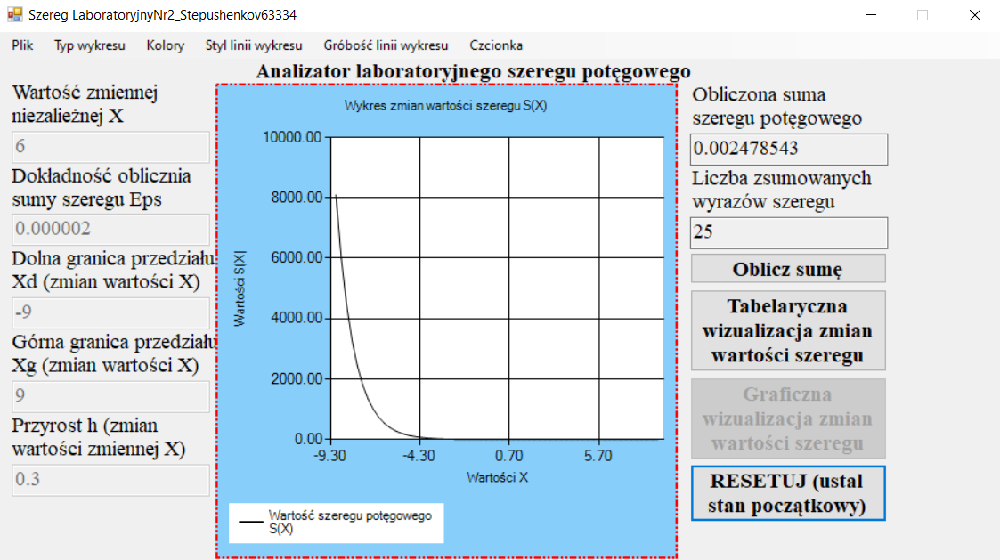 Szereg LaboratoryjnyNr2_Stepushenkov63334
Plik Typ wykresu Kolory Styl linii wykresu Gróbość linii wykresu Czcionka
Analizator laboratoryjnego szeregu potęgowego
Wartość zmiennej
niezalieżnej X
6
Dokładność oblicznia
sumy szeregu Eps
0.000002
Dolna granica przedziału
Xd (zmian wartości X)
-9
Górna granica przedziału
Xg (zmian wartości X)
9
Przyrost h (zmian
wartości zmiennej X)
0.3
Wykres zmian wartości szeregu S(X)
Wartości S(X|
10000.00
8000.00
6000.00
4000.00
2000.00
0.00
-9.30 -4.30 0.70 5.70
Wartości X
Wartość szeregu potęgowego
S(X)
Obliczona suma
szeregu potęgowego
0.002478543
Liczba zsumowanych
wyrazów szeregu
25
Oblicz sumę
Tabelaryczna
wizualizacja zmian
wartości szeregu
Graficzna
wizualizacja zmian
wartości szeregu
RESETUJ (ustal
stan początkowy)